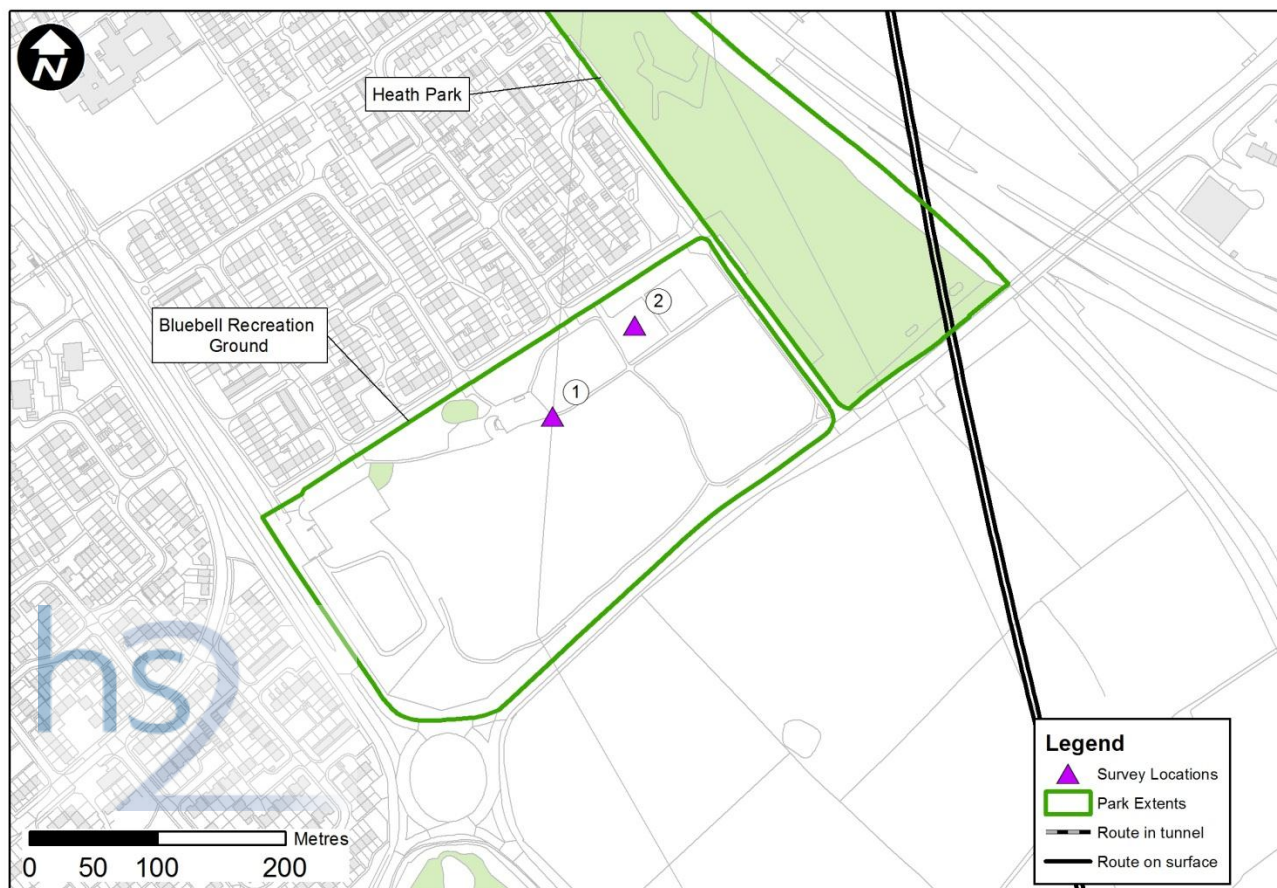 N
Heath Park
Bluebell Recreation
Ground
2
1
hs2
Metres
0 50 100 200
Legend
Survey Locations
Park Extents
Route in tunnel
Route on surface